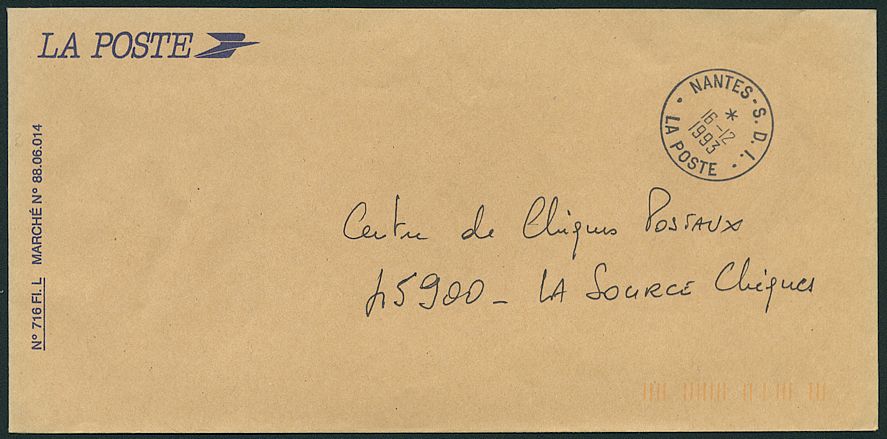 LA POSTE
NANTES - S. D. I.
*
16-12
1993
LA POSTE
Centre de Chèques POSTAUX
45900 - LA SOURCE Chèques
N° 716 FI. L MARCHÉ N° 88.06.014